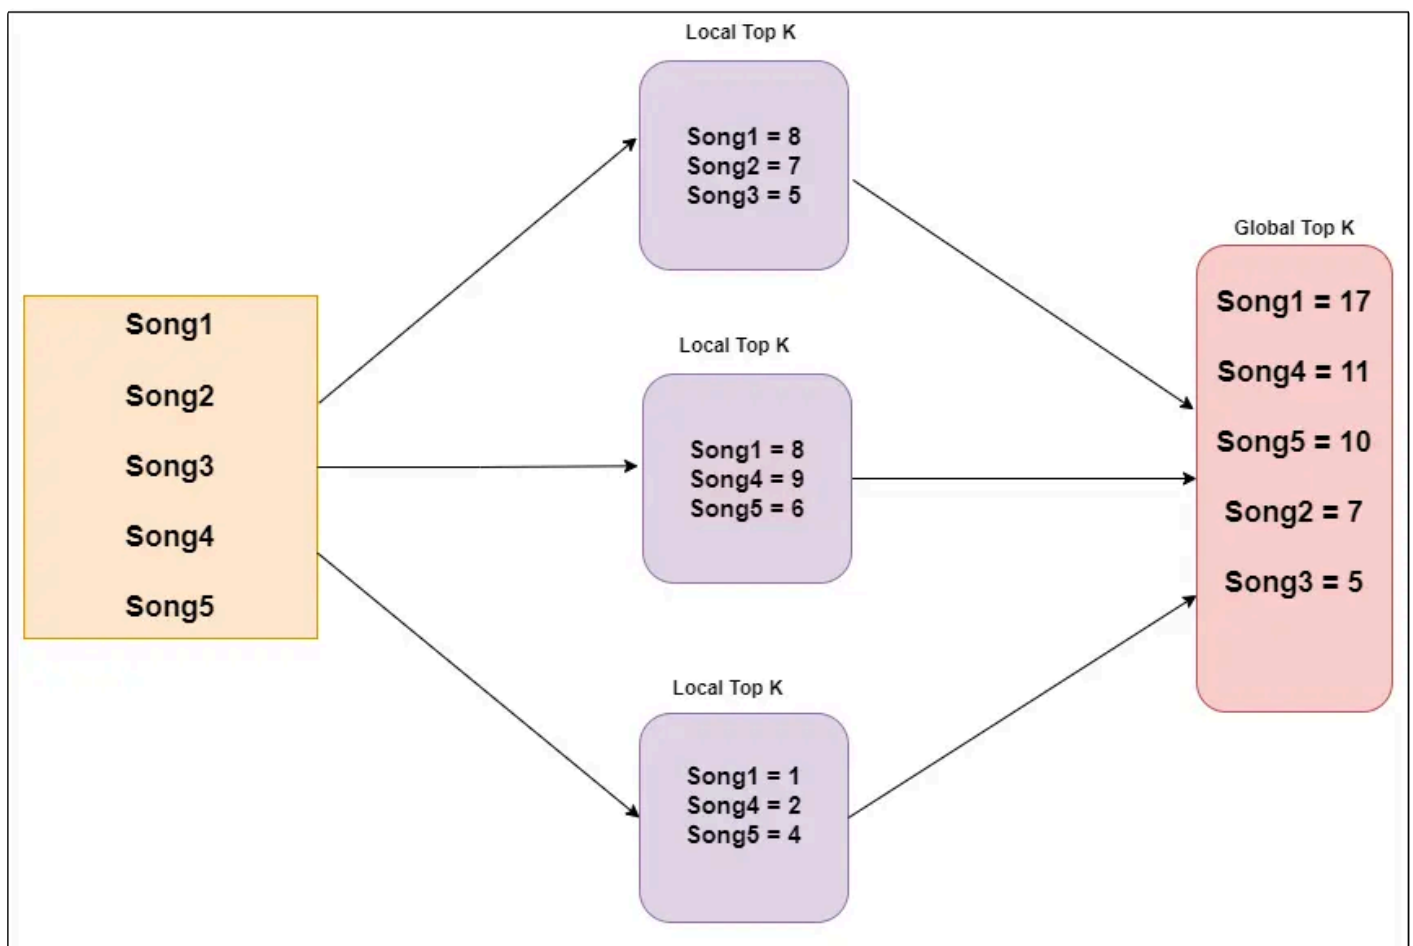 Local Top K
Song1 = 8
Song2 = 7
Song3 = 5
Global Top K
Song1 = 17
Song4 = 11
Song5 = 10
Song2 = 7
Song3 = 5
Song1
Song2
Song3
Song4
Song5
Local Top K
Song1 = 8
Song4 = 9
Song5 = 6
Local Top K
Song1 = 1
Song4 = 2
Song5 = 4